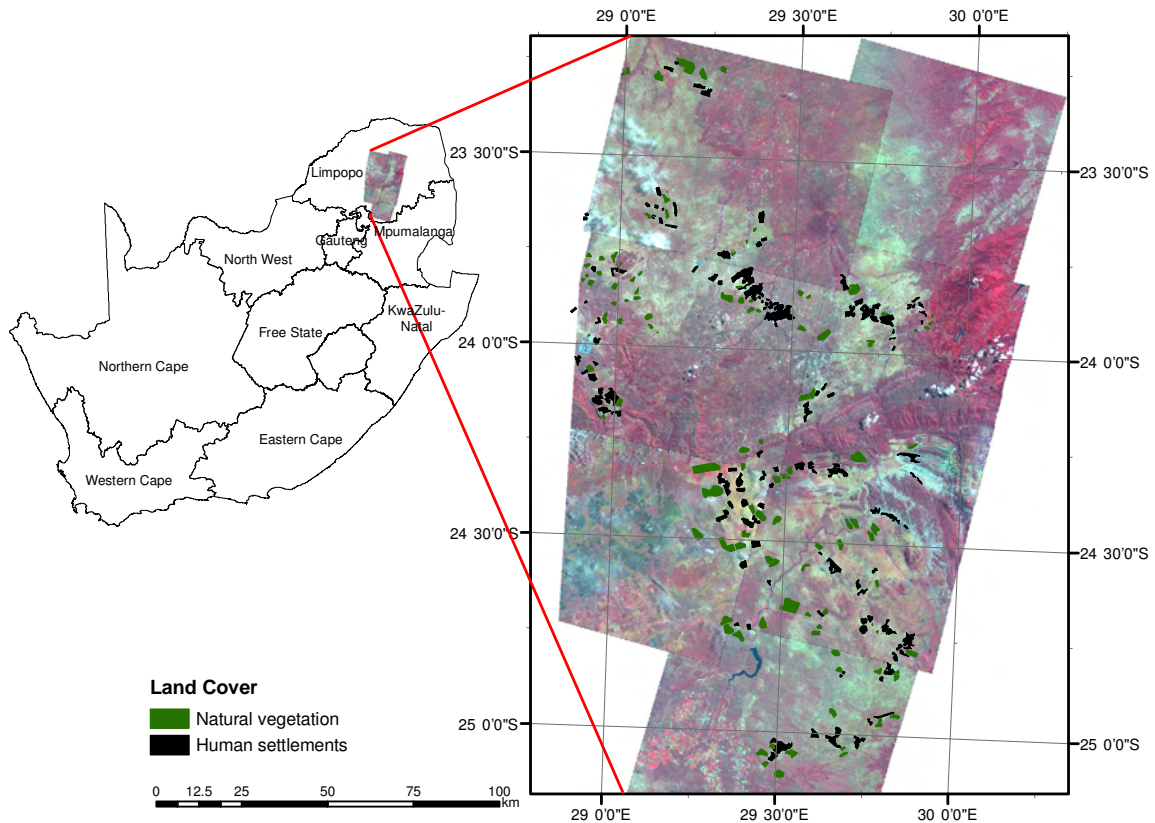 29 0'0"E
29 30'0"E
30 0'0"E
23 30'0"S
23 30'0"S
Limpopo
Gauteng
Mpumalanga
North West
KwaZulu-
Natal
Free State
24 0'0"S
24 0'0"S
Northern Cape
Eastern Cape
Western Cape
24 30'0"S
24 30'0"S
Land Cover
Natural vegetation
Human settlements
25 0'0"S
25 0'0"S
0 12.5 25 50 75 100
km
29 0'0"E
29 30'0"E
30 0'0"E